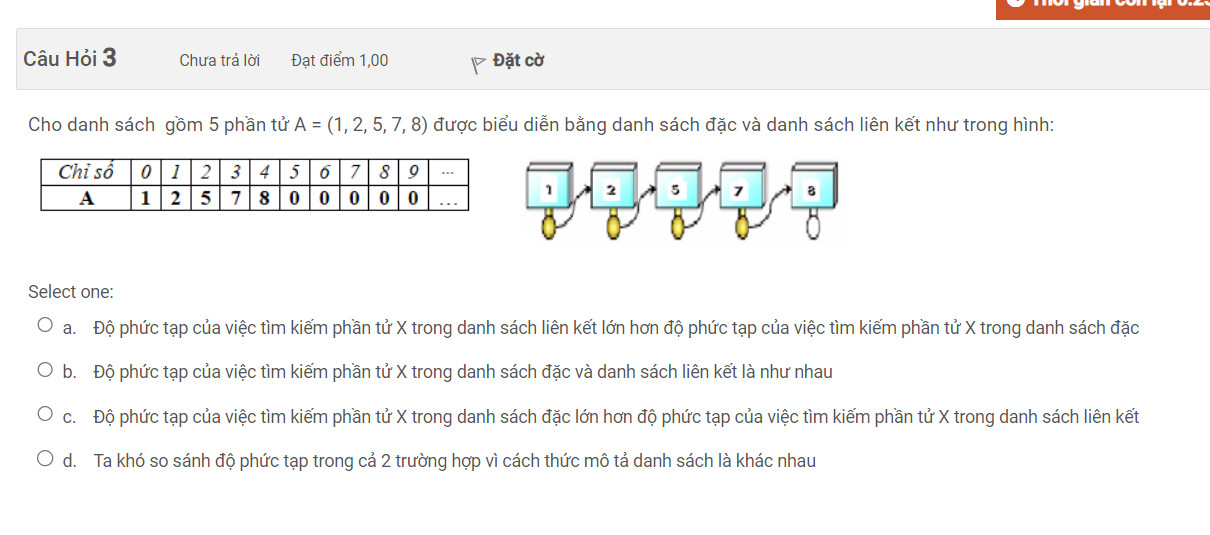 Câu Hỏi 3 Chưa trả lời Đạt điểm 1,00 Đặt cờ
Cho danh sách gồm 5 phần tử A = (1, 2, 5, 7, 8) được biểu diễn bằng danh sách đặc và danh sách liên kết như trong hình:
Chỉ số 0 1 2 3 4 5 6 7 8 9 ...
A 1 2 5 7 8 0 0 0 0 0 ...
1 2 5 7 8
Select one:
a. Độ phức tạp của việc tìm kiếm phần tử X trong danh sách liên kết lớn hơn độ phức tạp của việc tìm kiếm phần tử X trong danh sách đặc
b. Độ phức tạp của việc tìm kiếm phần tử X trong danh sách đặc và danh sách liên kết là như nhau
c. Độ phức tạp của việc tìm kiếm phần tử X trong danh sách đặc lớn hơn độ phức tạp của việc tìm kiếm phần tử X trong danh sách liên kết
d. Ta khó so sánh độ phức tạp trong cả 2 trường hợp vì cách thức mô tả danh sách là khác nhau